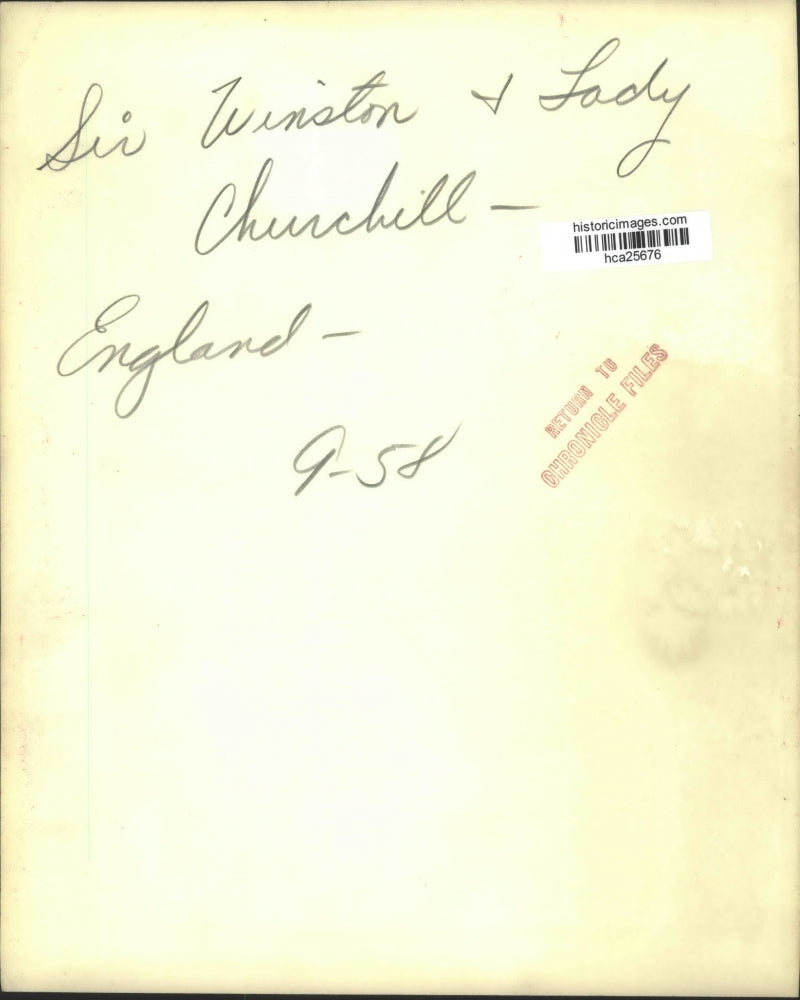 Sir Winston & Lady
Churchill –
historicimages.com
hca25676
England –
RETURN TO
CHRONICLE FILES
9-58